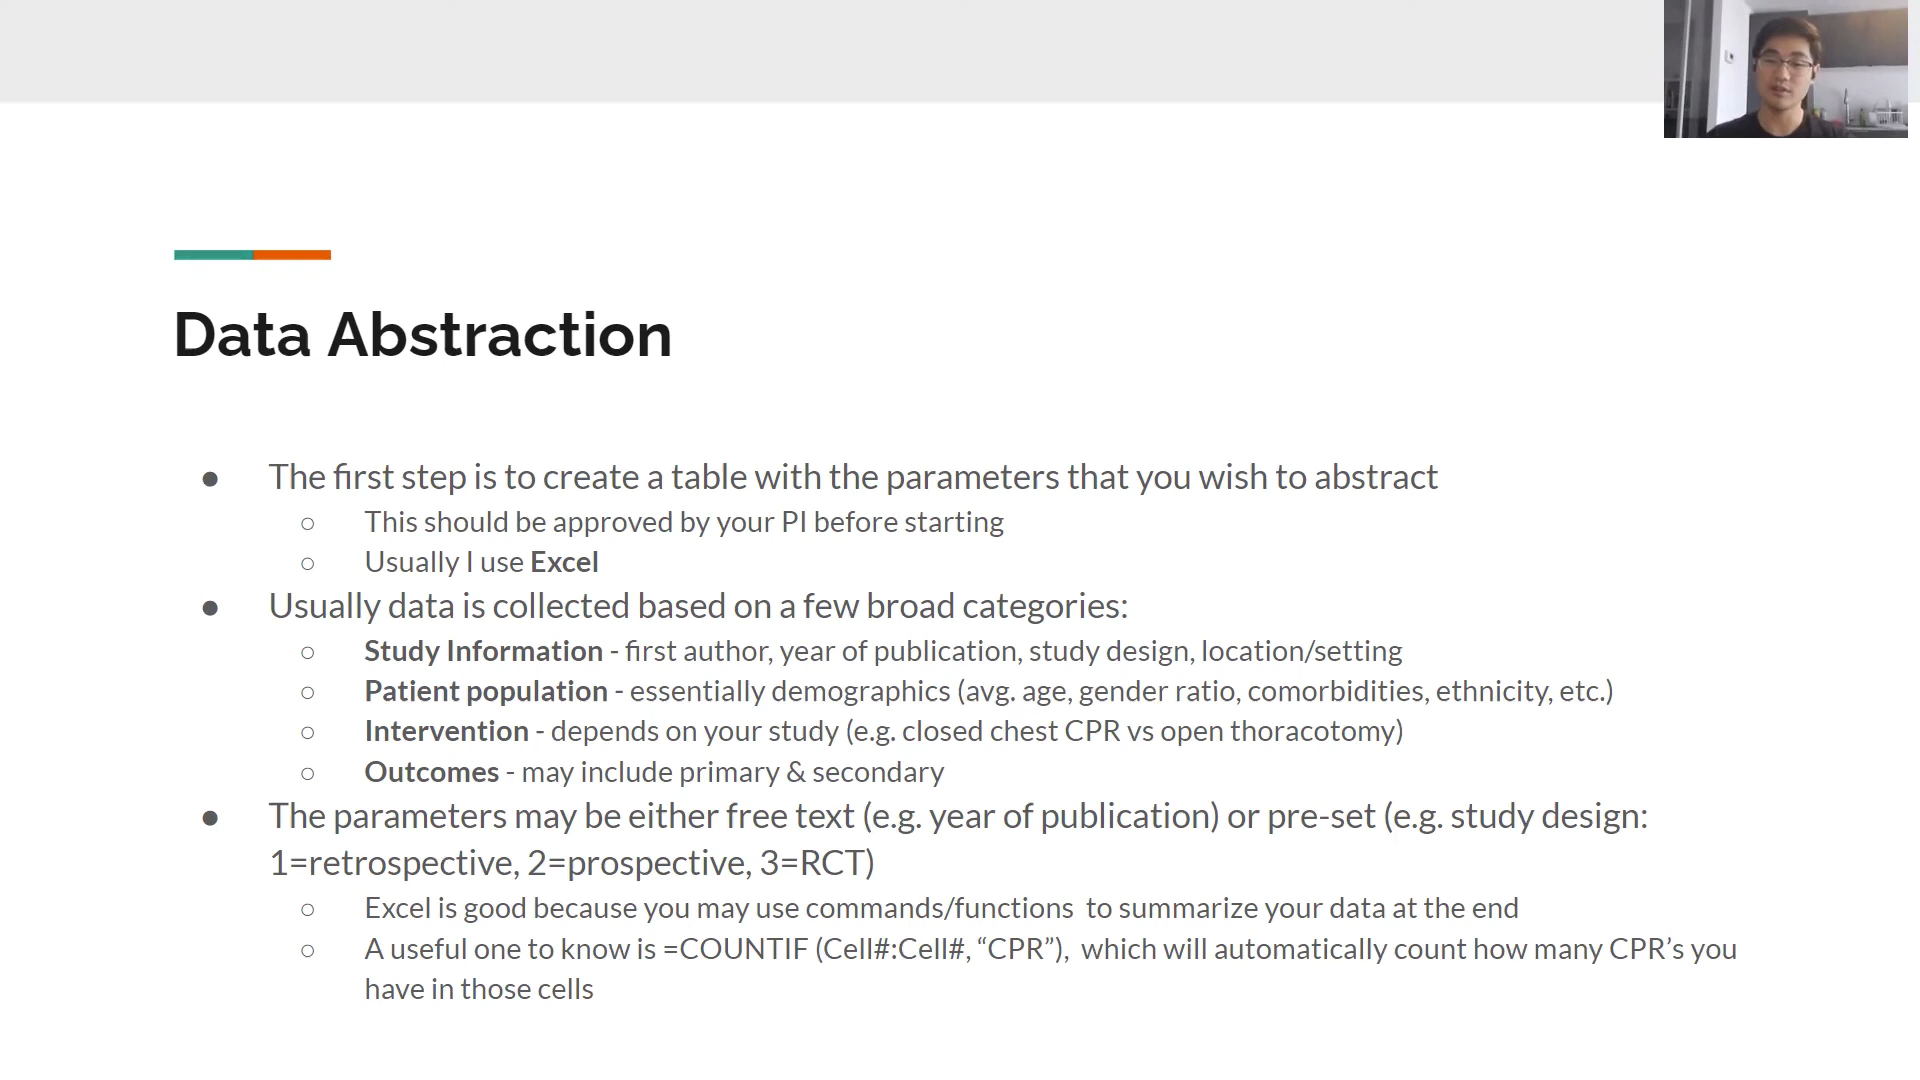 Data Abstraction
● The first step is to create a table with the parameters that you wish to abstract
○ This should be approved by your PI before starting
○ Usually I use Excel
● Usually data is collected based on a few broad categories:
○ Study Information - first author, year of publication, study design, location/setting
○ Patient population - essentially demographics (avg. age, gender ratio, comorbidities, ethnicity, etc.)
○ Intervention - depends on your study (e.g. closed chest CPR vs open thoracotomy)
○ Outcomes - may include primary & secondary
● The parameters may be either free text (e.g. year of publication) or pre-set (e.g. study design:
1=retrospective, 2=prospective, 3=RCT)
○ Excel is good because you may use commands/functions  to summarize your data at the end
○ A useful one to know is =COUNTIF (Cell#:Cell#, “CPR”),  which will automatically count how many CPR’s you
have in those cells